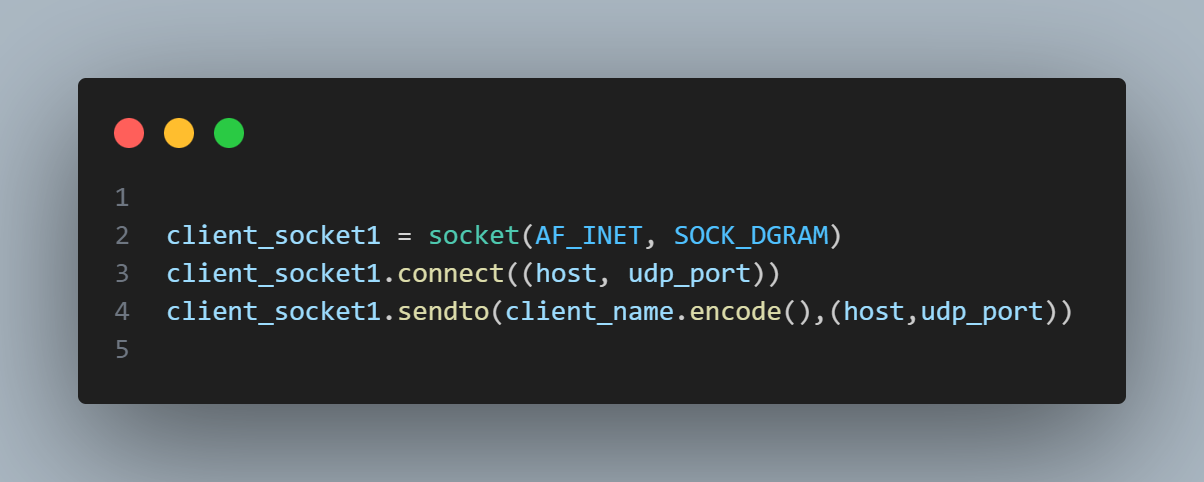 1
2 client_socket1 = socket(AF_INET, SOCK_DGRAM)
3 client_socket1.connect((host, udp_port))
4 client_socket1.sendto(client_name.encode(),(host,udp_port))
5